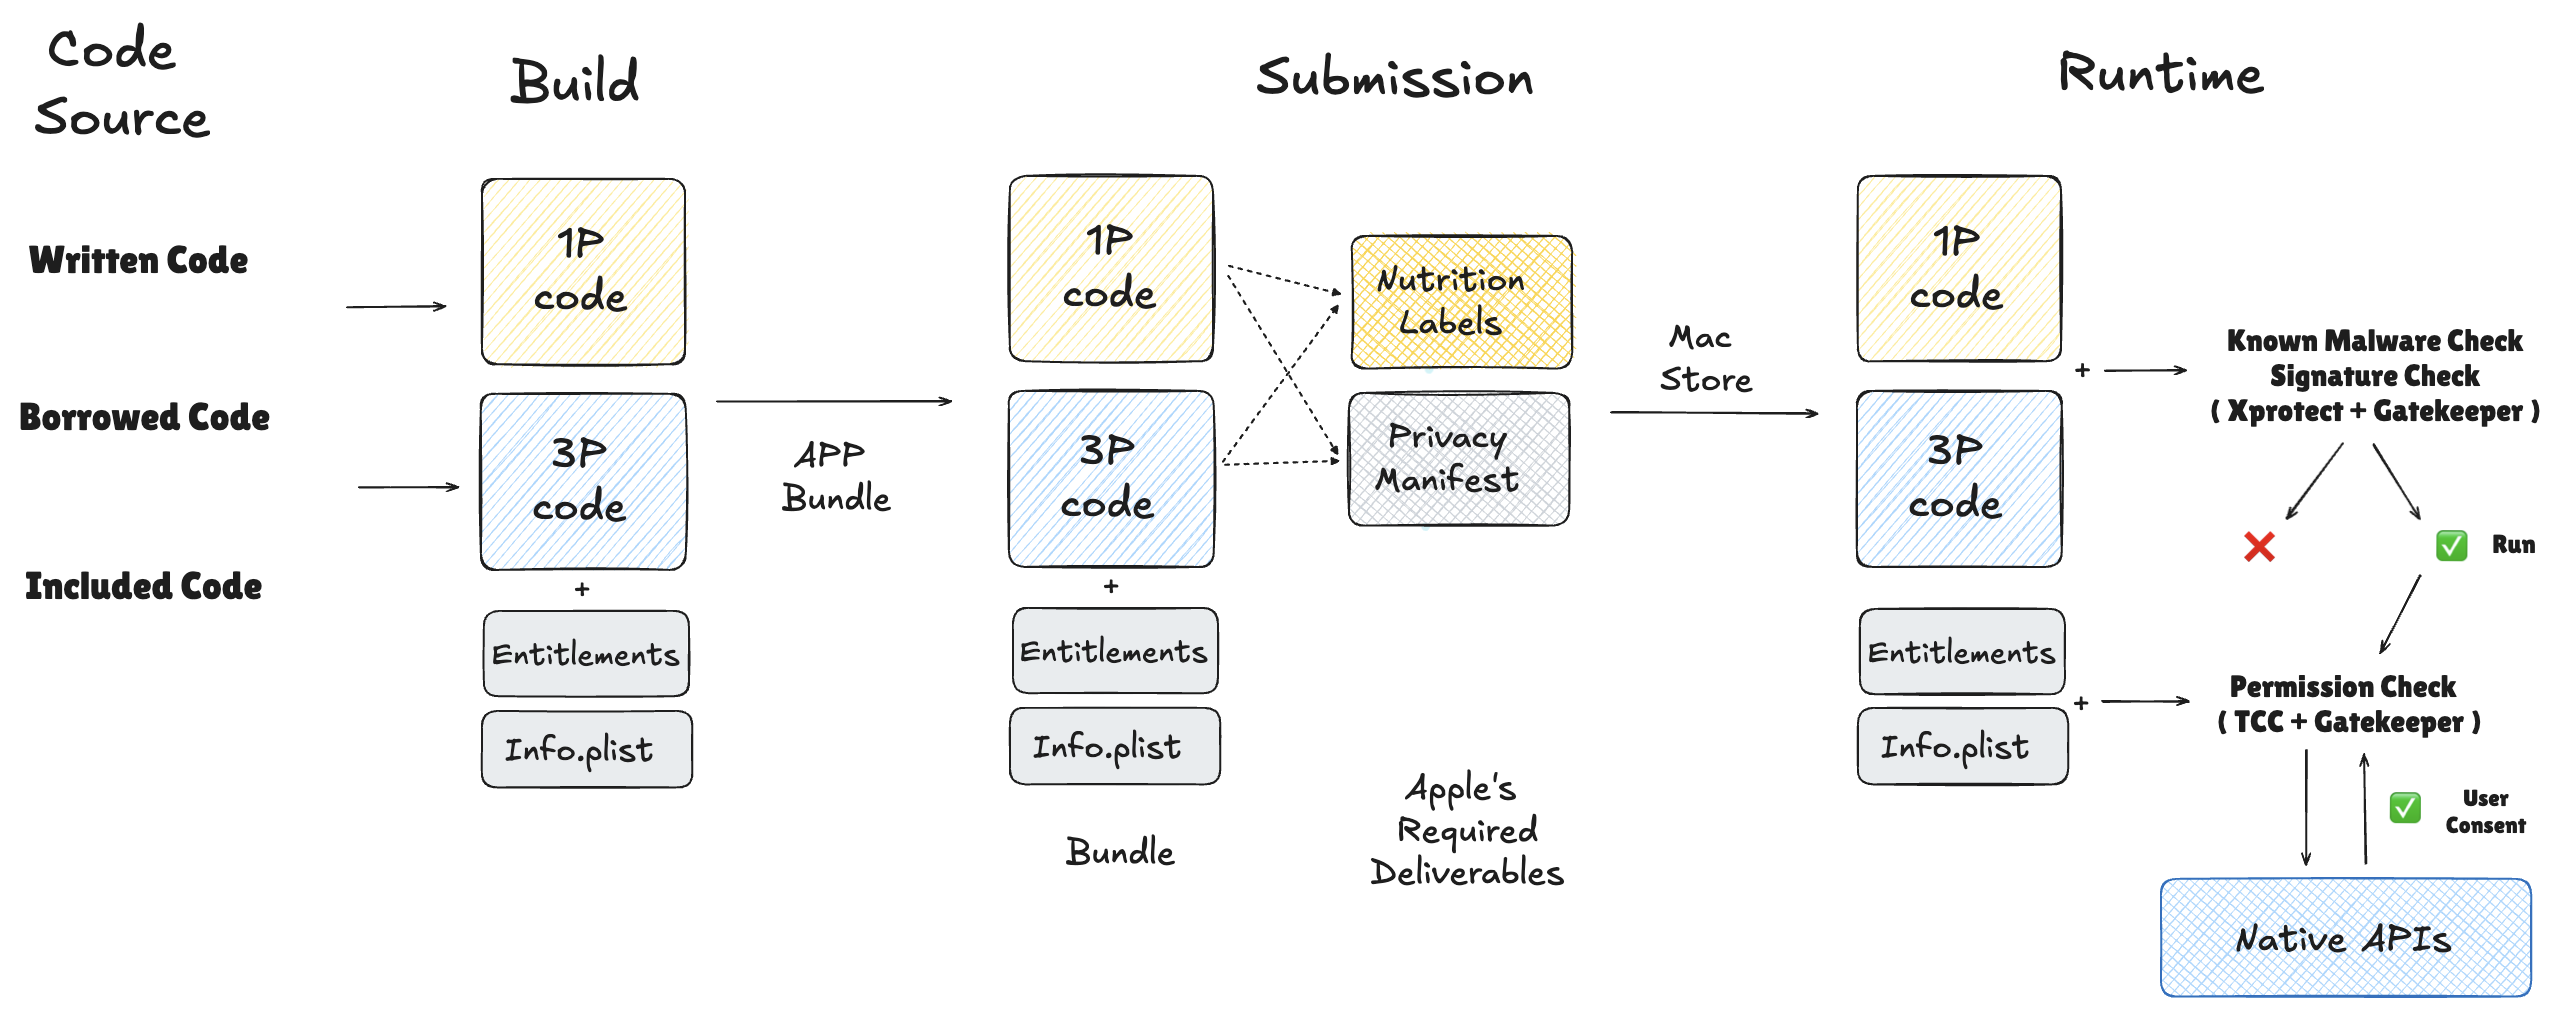 Code
Source
Build
Submission
Runtime
Written Code
Borrowed Code
Included Code
1P
code
3P
code
+
Entitlements
Info.plist
APP
Bundle
1P
code
3P
code
+
Entitlements
Info.plist
Bundle
Nutrition
Labels
Privacy
Manifest
Apple's
Required
Deliverables
Mac
Store
1P
code
3P
code
Entitlements
Info.plist
+
Known Malware Check
Signature Check
( Xprotect + Gatekeeper )
Run
+
Permission Check
( TCC + Gatekeeper )
User
Consent
Native APIs